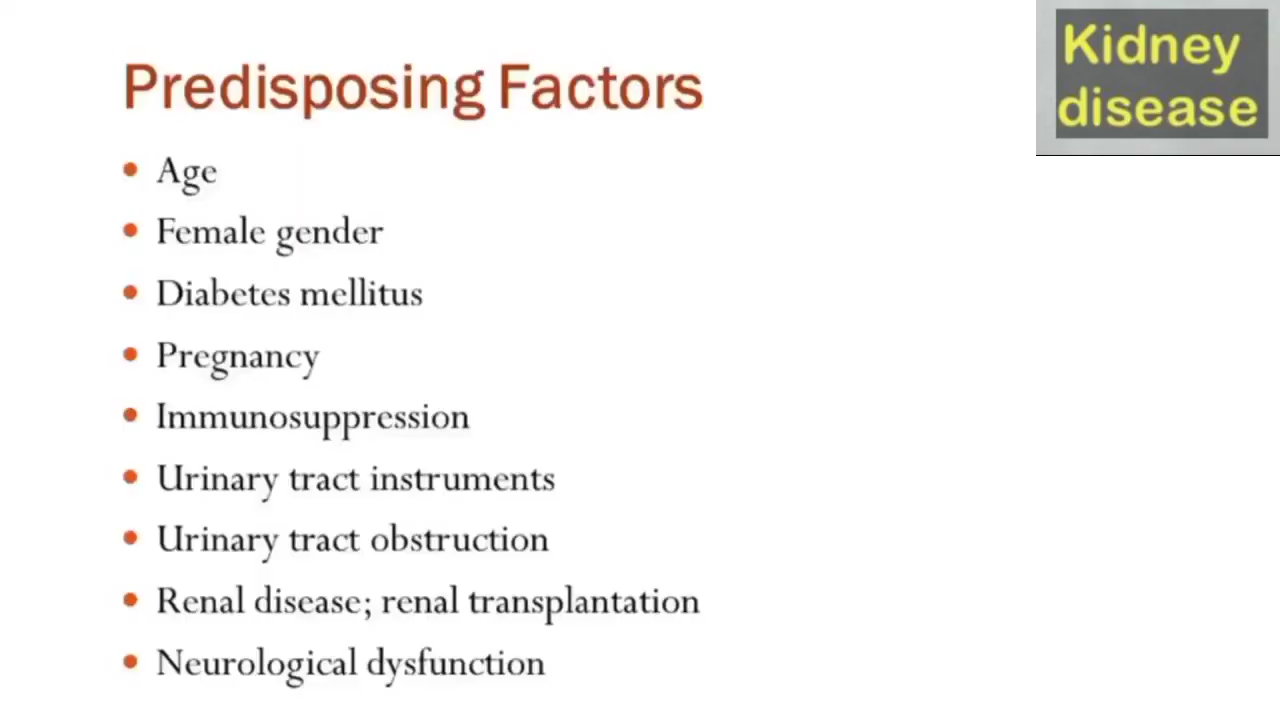 Kidney
disease
Predisposing Factors
• Age
• Female gender
• Diabetes mellitus
• Pregnancy
• Immunosuppression
• Urinary tract instruments
• Urinary tract obstruction
• Renal disease; renal transplantation
• Neurological dysfunction